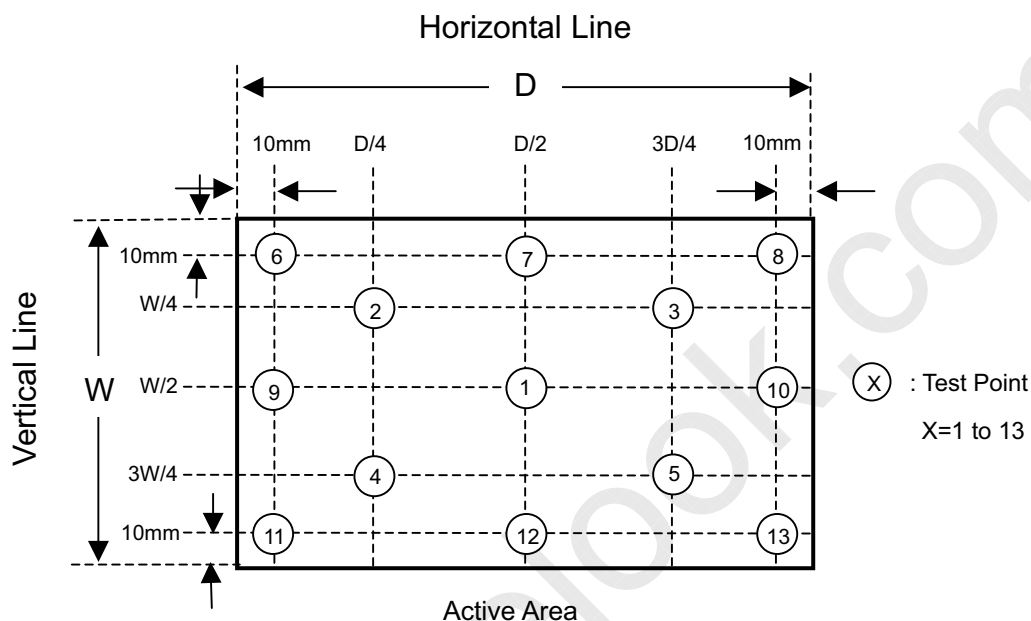 Horizontal Line
D
10mm D/4 D/2 3D/4 10mm
6 7 8
10mm
W/4
2 3
Vertical Line
W
W/2
9 1 10
X : Test Point
X=1 to 13
3W/4
4 5
10mm
11 12 13
Active Area